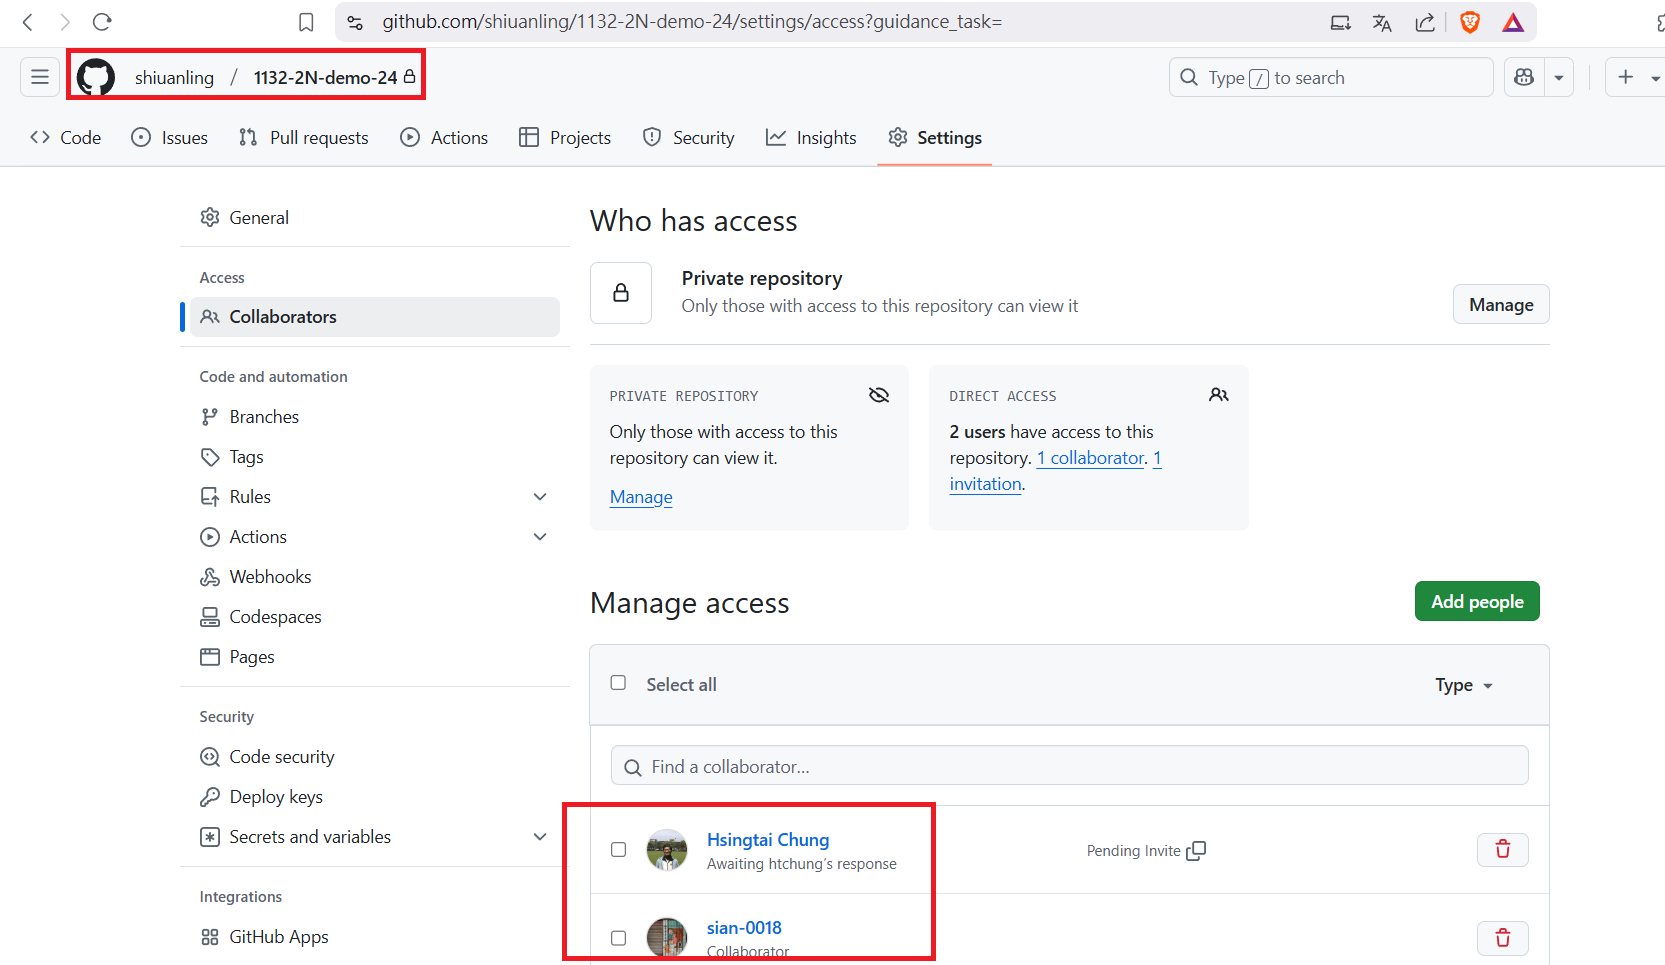 github.com/shiuanling/1132-2N-demo-24/settings/access?guidance_task=
shiuanling / 1132-2N-demo-24
Type / to search
Code
Issues
Pull requests
Actions
Projects
Security
Insights
Settings
General
Access
Collaborators
Code and automation
Branches
Tags
Rules
Actions
Webhooks
Codespaces
Pages
Security
Code security
Deploy keys
Secrets and variables
Integrations
GitHub Apps
Who has access
Private repository
Only those with access to this repository can view it
Manage
PRIVATE REPOSITORY
Only those with access to this
repository can view it.
Manage
DIRECT ACCESS
2 users have access to this
repository. 1 collaborator. 1
invitation.
Manage access
Add people
Select all
Type
Find a collaborator...
Hsingtai Chung
Awaiting htchung's response
Pending Invite
sian-0018
Collaborator